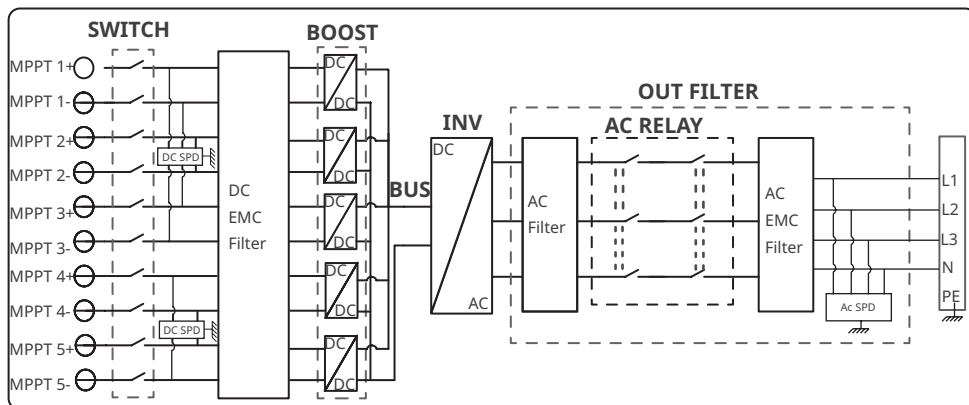 SWITCH
BOOST
MPPT 1+
MPPT 1-
MPPT 2+
MPPT 2-
MPPT 3+
MPPT 3-
MPPT 4+
MPPT 4-
MPPT 5+
MPPT 5-
DC SPD
DC SPD
DC
EMC
Filter
DC
DC
DC
DC
DC
DC
DC
DC
DC
DC
BUS
INV
DC
AC
OUT FILTER
AC RELAY
AC
Filter
AC
EMC
Filter
Ac SPD
L1
L2
L3
N
PE